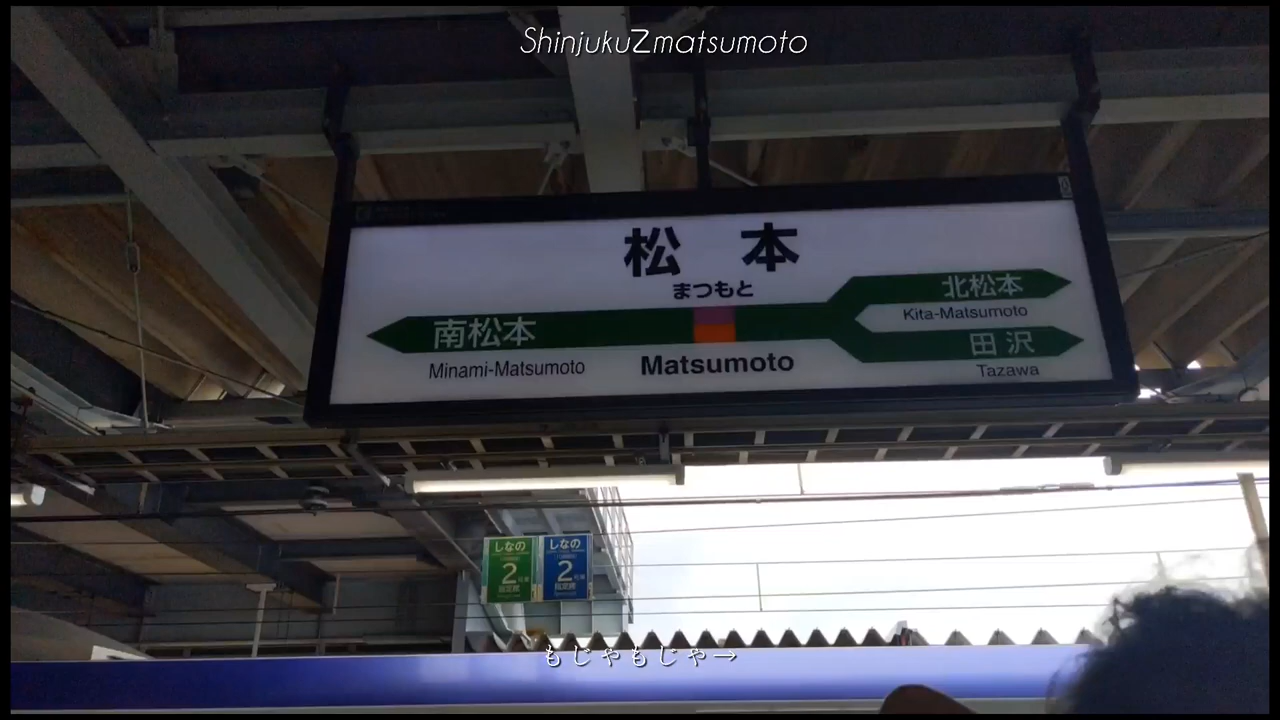 ShinjukuZmatsumoto
松本
まつもと
北松本
Kita-Matsumoto
南松本
Minami-Matsumoto
Matsumoto
田沢
Tazawa
しなの
2
しなの
2
もじゃもじゃ→